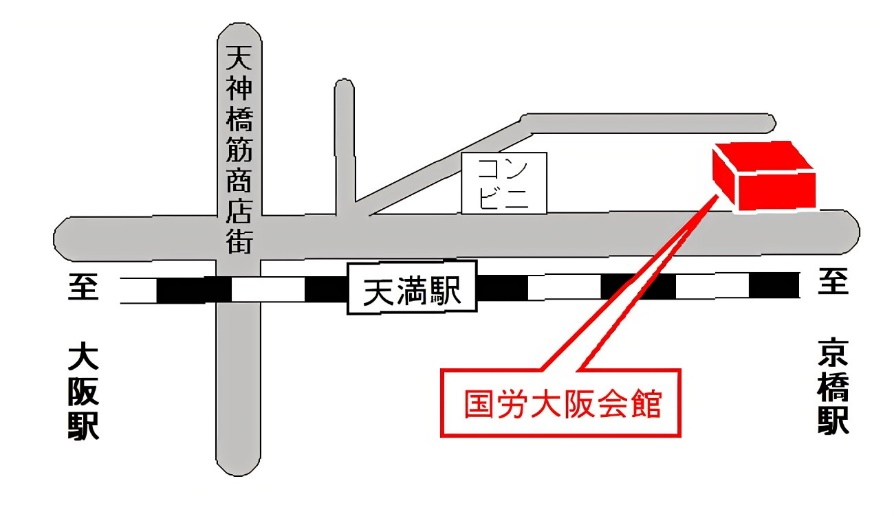 天神橋筋商店街
コン
ビニ
天満駅
至 大阪駅
至 京橋駅
国労大阪会館